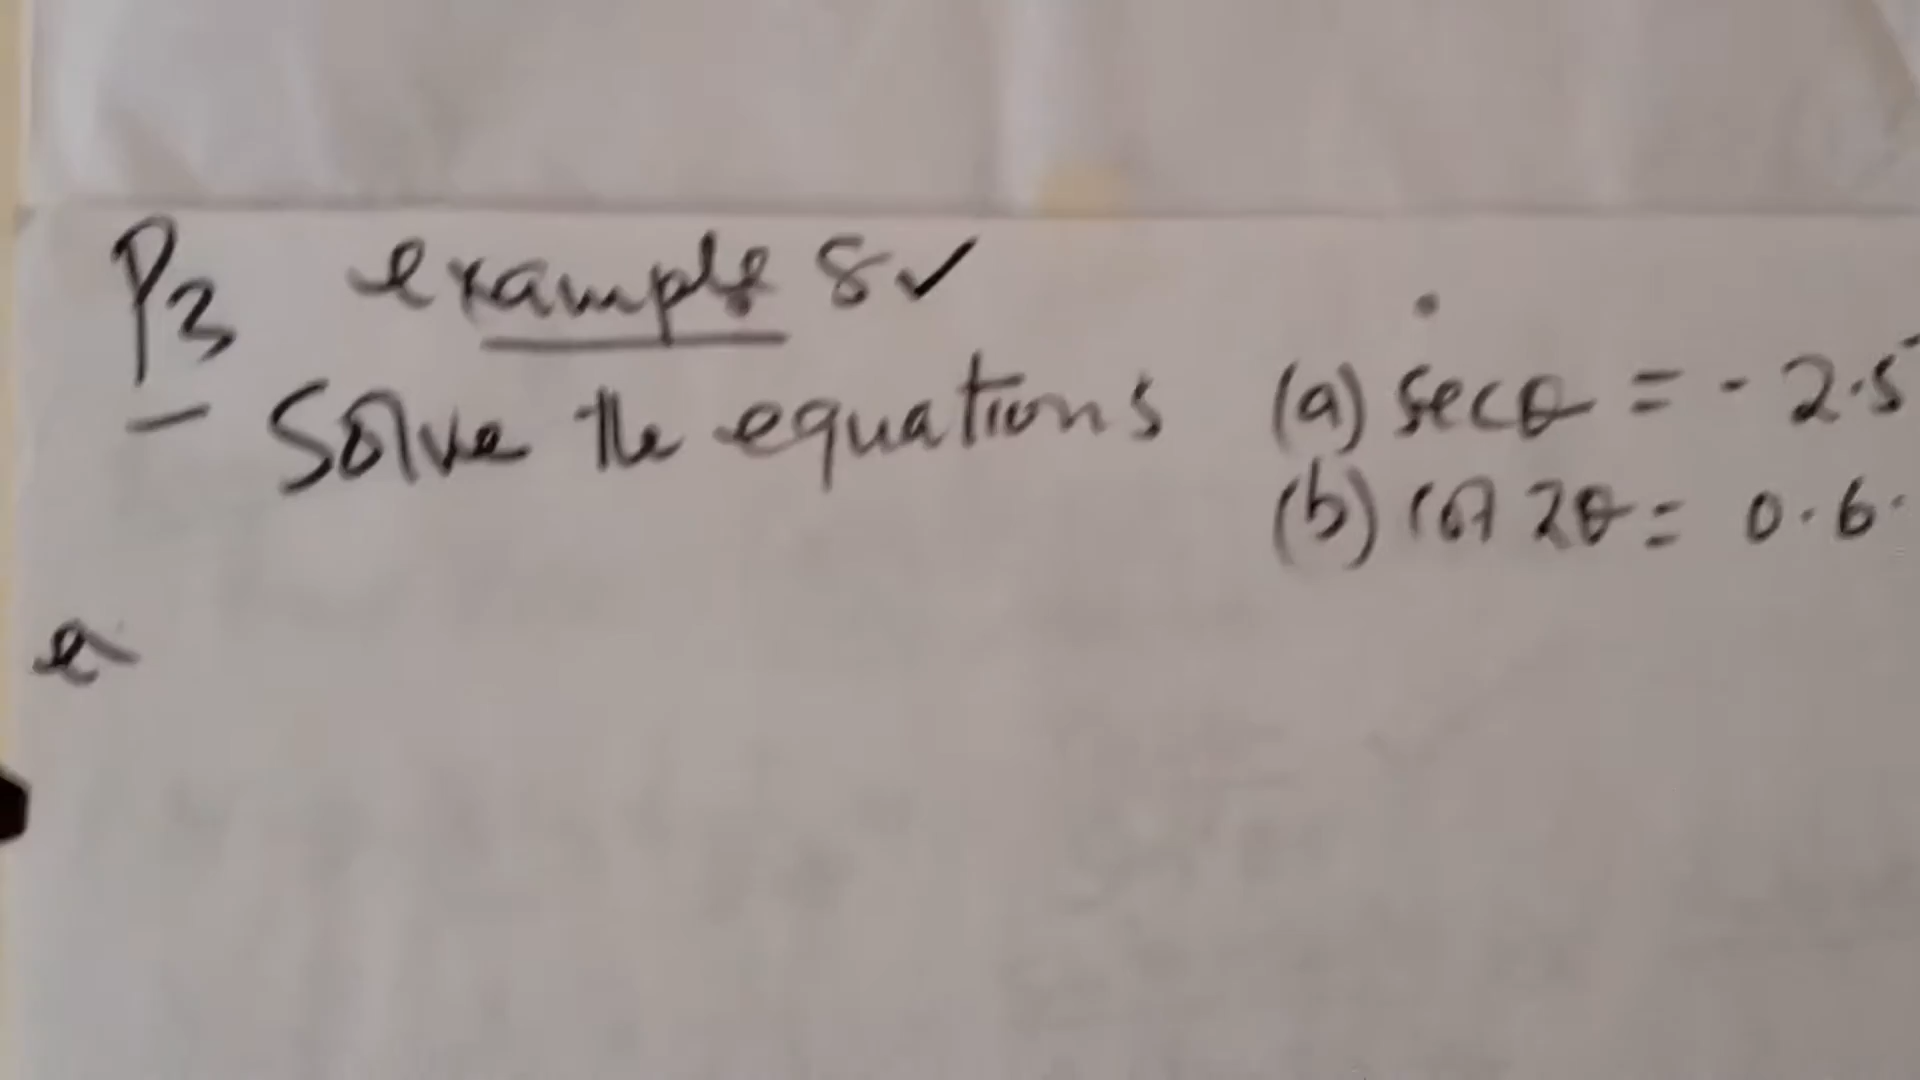 P3 example 8✓
Solve the equations (a) secθ = -2.5
(b) cot 2θ = 0.6.